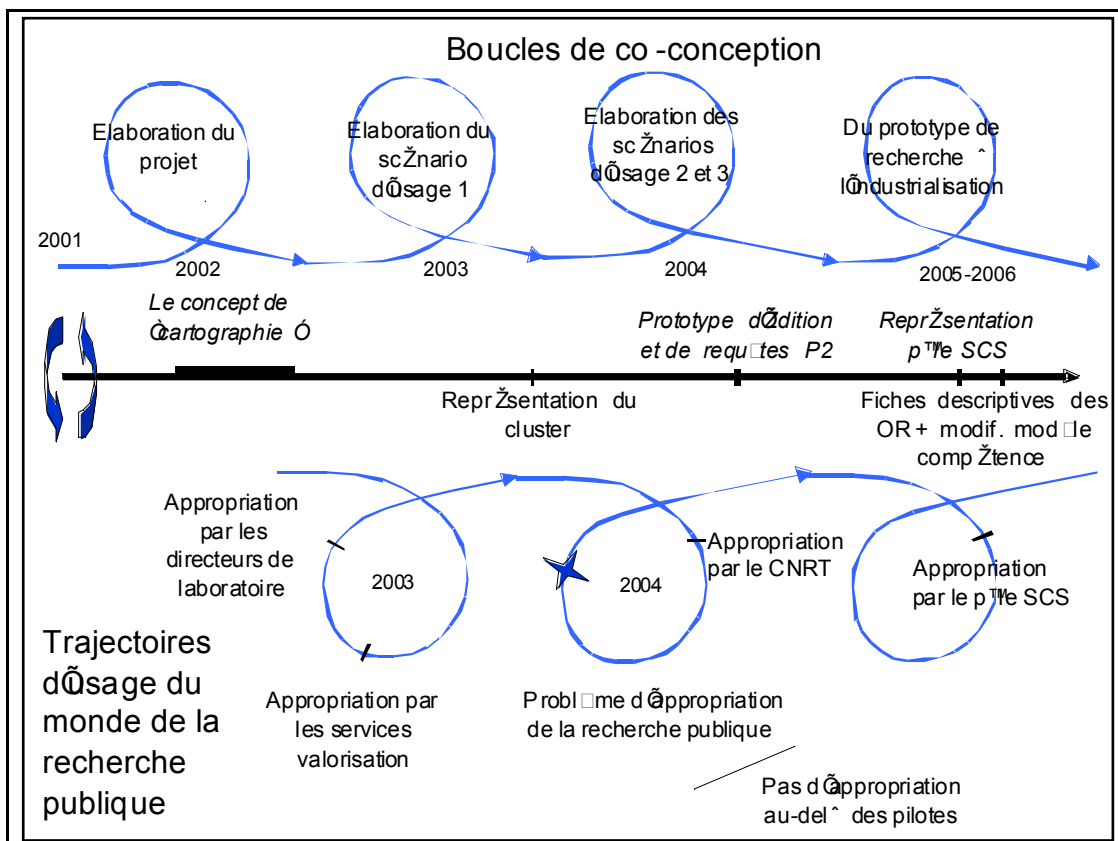 Boucles de co -conception
Elaboration du
projet
Elaboration du
scŽnario
dÕusage 1
Elaboration des
scŽnarios
dÕusage 2 et 3
Du prototype de
recherche ˆ
lÕindustrialisation
2001
2002
2003
2004
2005-2006
Le concept de
Òcartographie Ó
Prototype dÕŽdition
et de requ□tes P2
ReprŽsentation
p™le SCS
ReprŽsentation du
cluster
Fiches descriptives des
OR + modif. mod□le
compŽtence
Appropriation
par les
directeurs de
laboratoire
2003
2004
Appropriation
par le CNRT
Appropriation
par le p™le SCS
Trajectoires
dÕusage du
monde de la
recherche
publique
Appropriation par
les services
valorisation
Probl□me dÕappropriation
de la recherche publique
Pas dÕappropriation
au-delˆ des pilotes